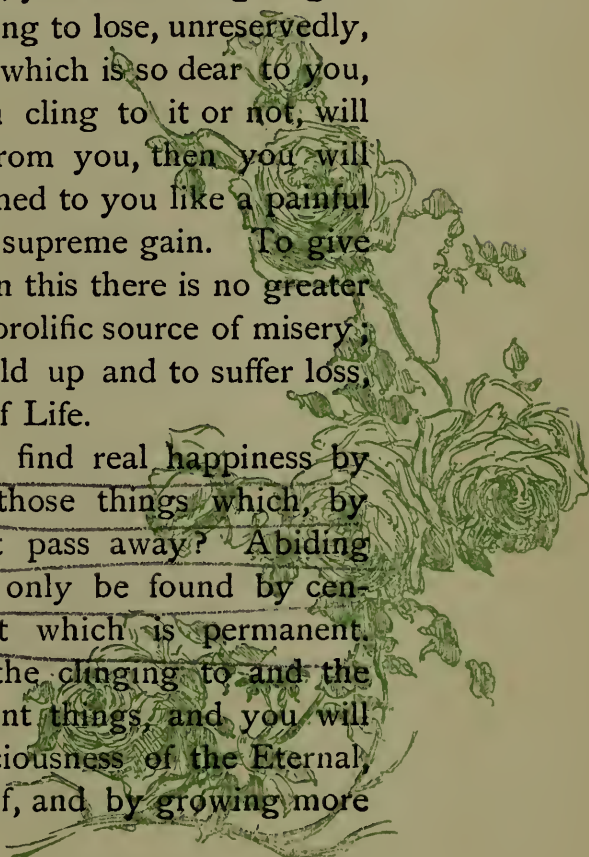 ng to lose, unreservedly,
which is so dear to you,
cling to it or not, will
rom you, then you will
ned to you like a painful
supreme gain. To give
n this there is no greater
prolific source of misery;
ld up and to suffer loss,
f Life.
find real happiness by
those things which, by
t pass away? Abiding
only be found by cen-
t which is permanent.
the clinging to and the
nt things, and you will
ciousness of the Eternal,
f, and by growing more